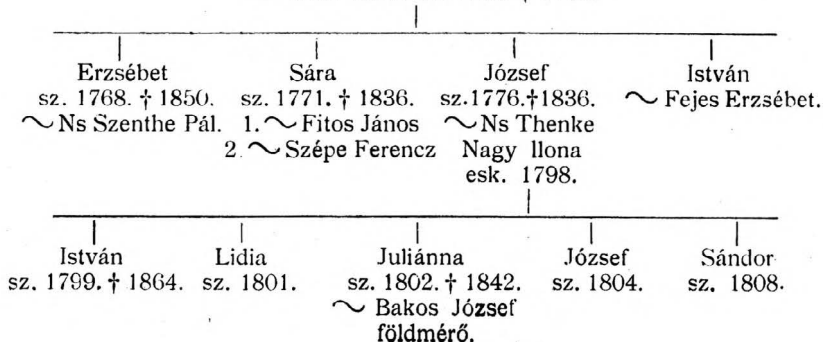 Erzsébet Sára József István
sz. 1768. † 1850. sz. 1771. † 1836. sz.1776.†1836. ~ Fejes Erzsébet.
~ Ns Szenthe Pál. 1. ~ Fitos János ~ Ns Thenke
2. ~ Szépe Ferencz Nagy Ilona
esk. 1798.
István Lidia Juliánna József Sándor
sz. 1799. † 1864. sz. 1801. sz. 1802. † 1842. sz. 1804. sz. 1808.
~ Bakos József
földmérő.